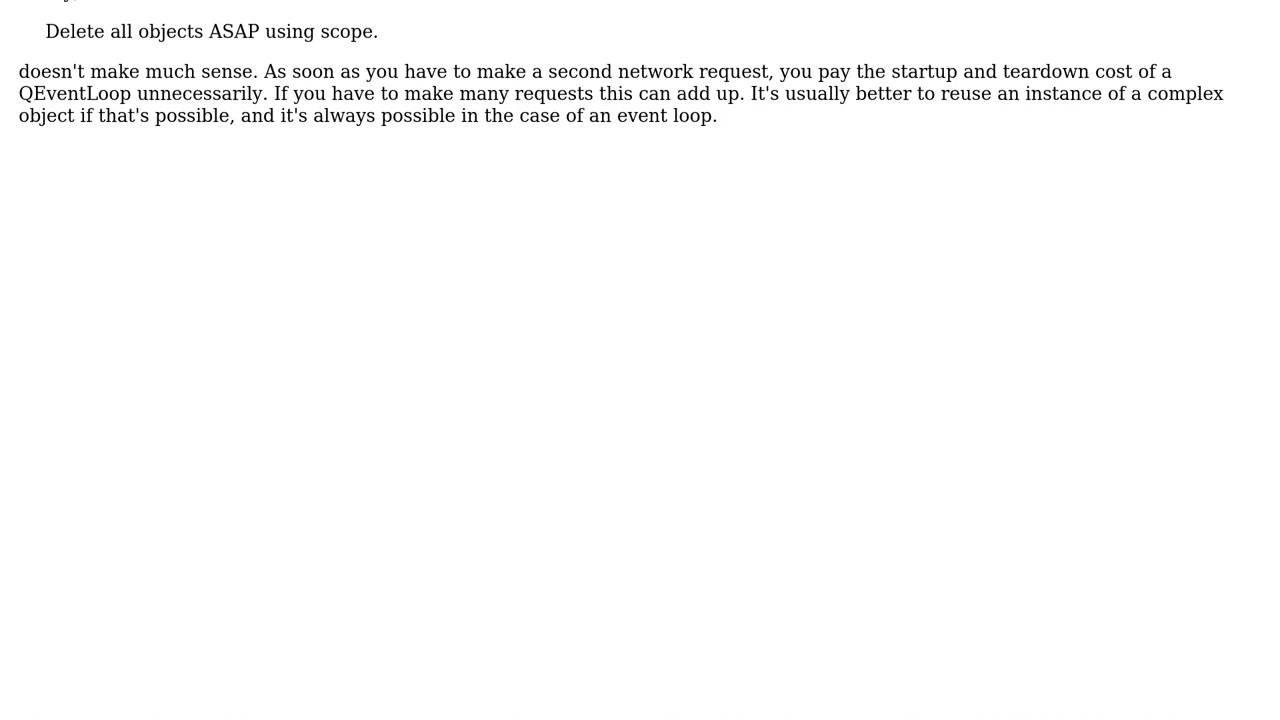 Delete all objects ASAP using scope.
doesn't make much sense. As soon as you have to make a second network request, you pay the startup and teardown cost of a
QEventLoop unnecessarily. If you have to make many requests this can add up. It's usually better to reuse an instance of a complex
object if that's possible, and it's always possible in the case of an event loop.